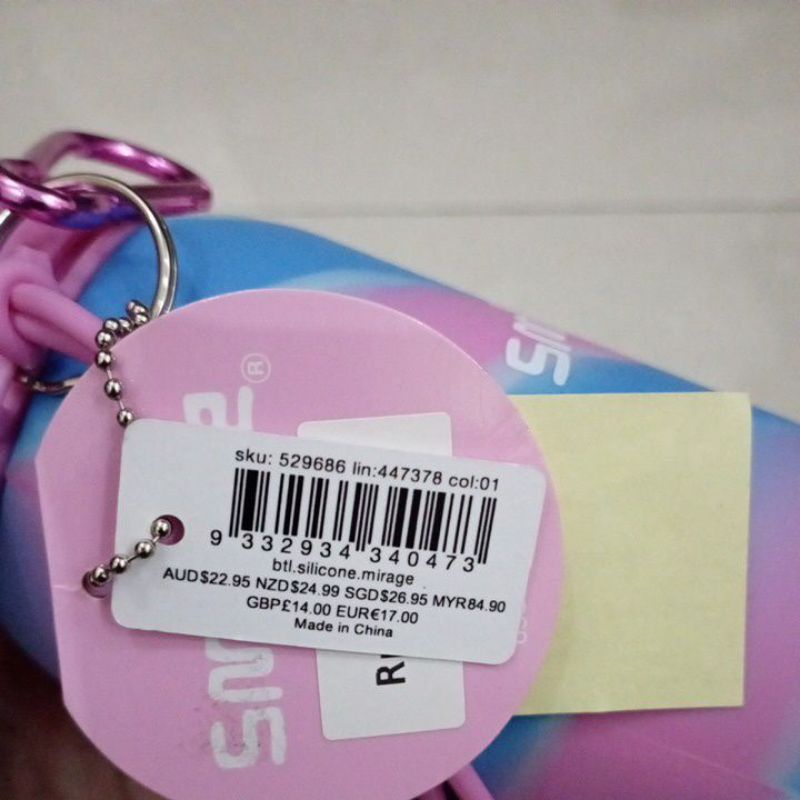 sku: 529686 lin:447378 col:01
9 332934 340473
btl.silicone.mirage
AUD$22.95 NZD$24.99 SGD$26.95 MYR84.90
GBP£14.00 EUR€17.00
Made in China